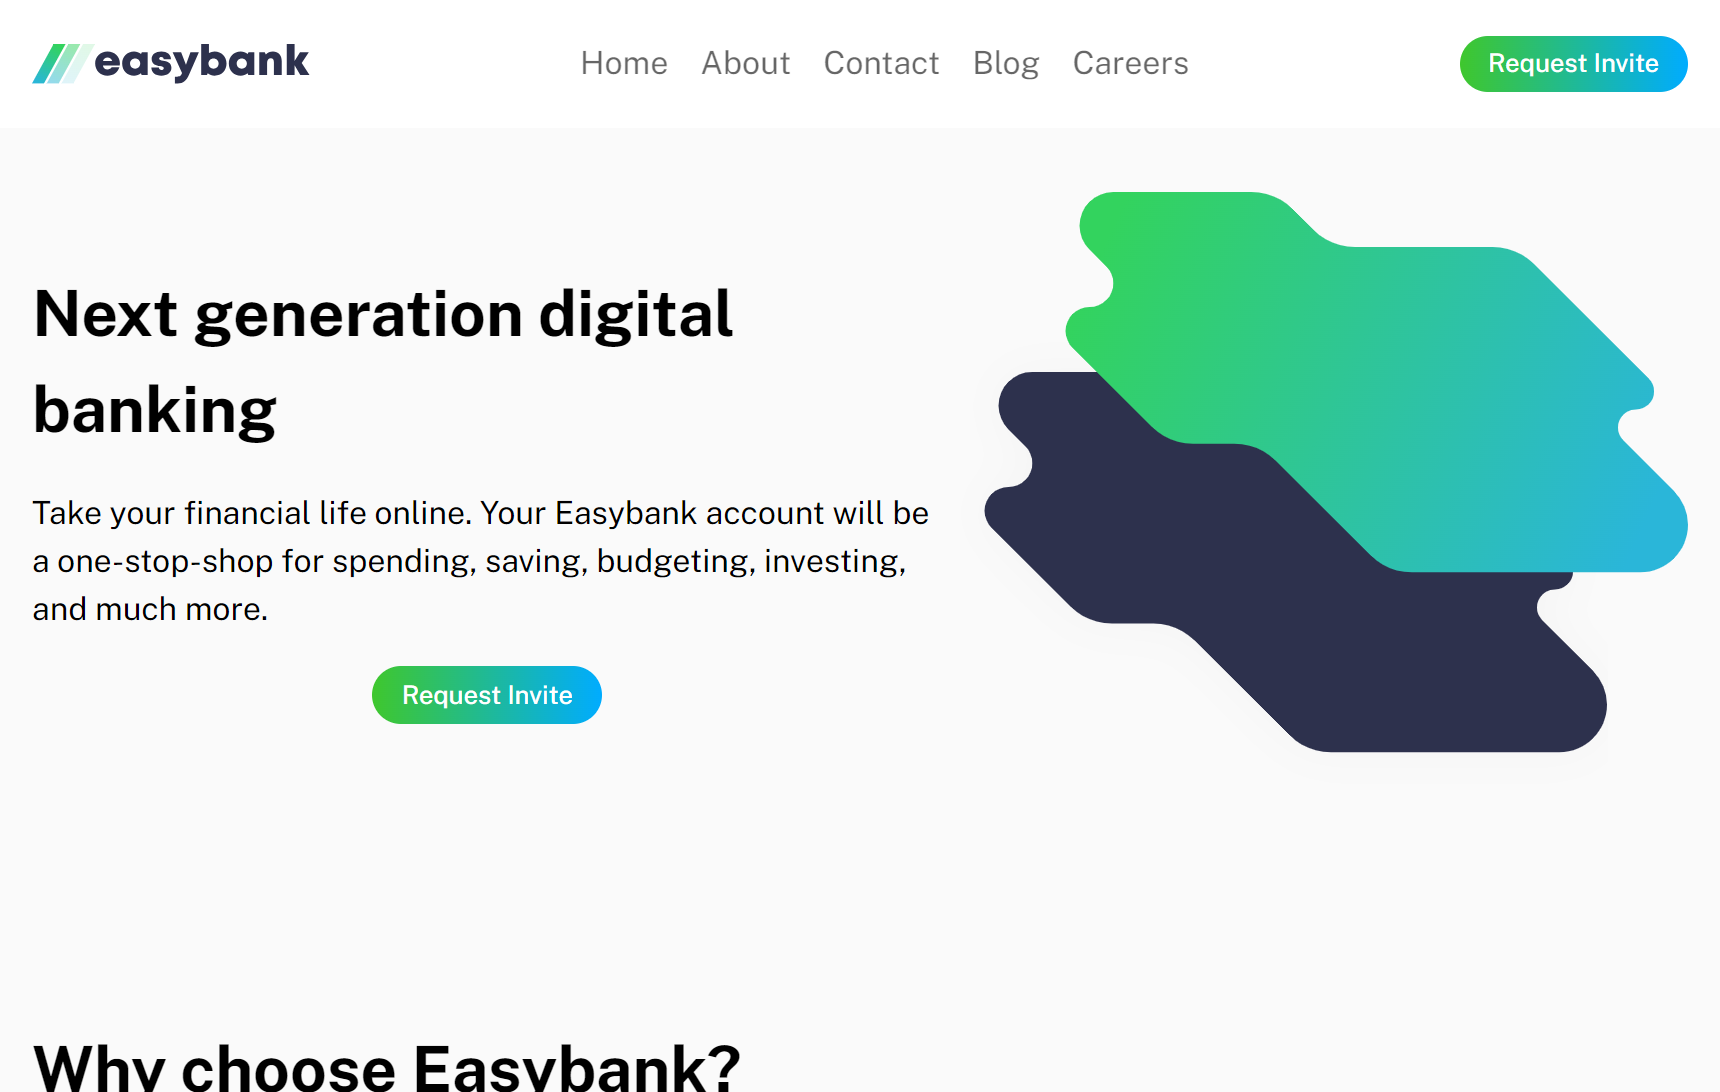 easybank
Home About Contact Blog Careers
Request Invite
Next generation digital
banking
Take your financial life online. Your Easybank account will be
a one-stop-shop for spending, saving, budgeting, investing,
and much more.
Request Invite
Why choose Easybank?